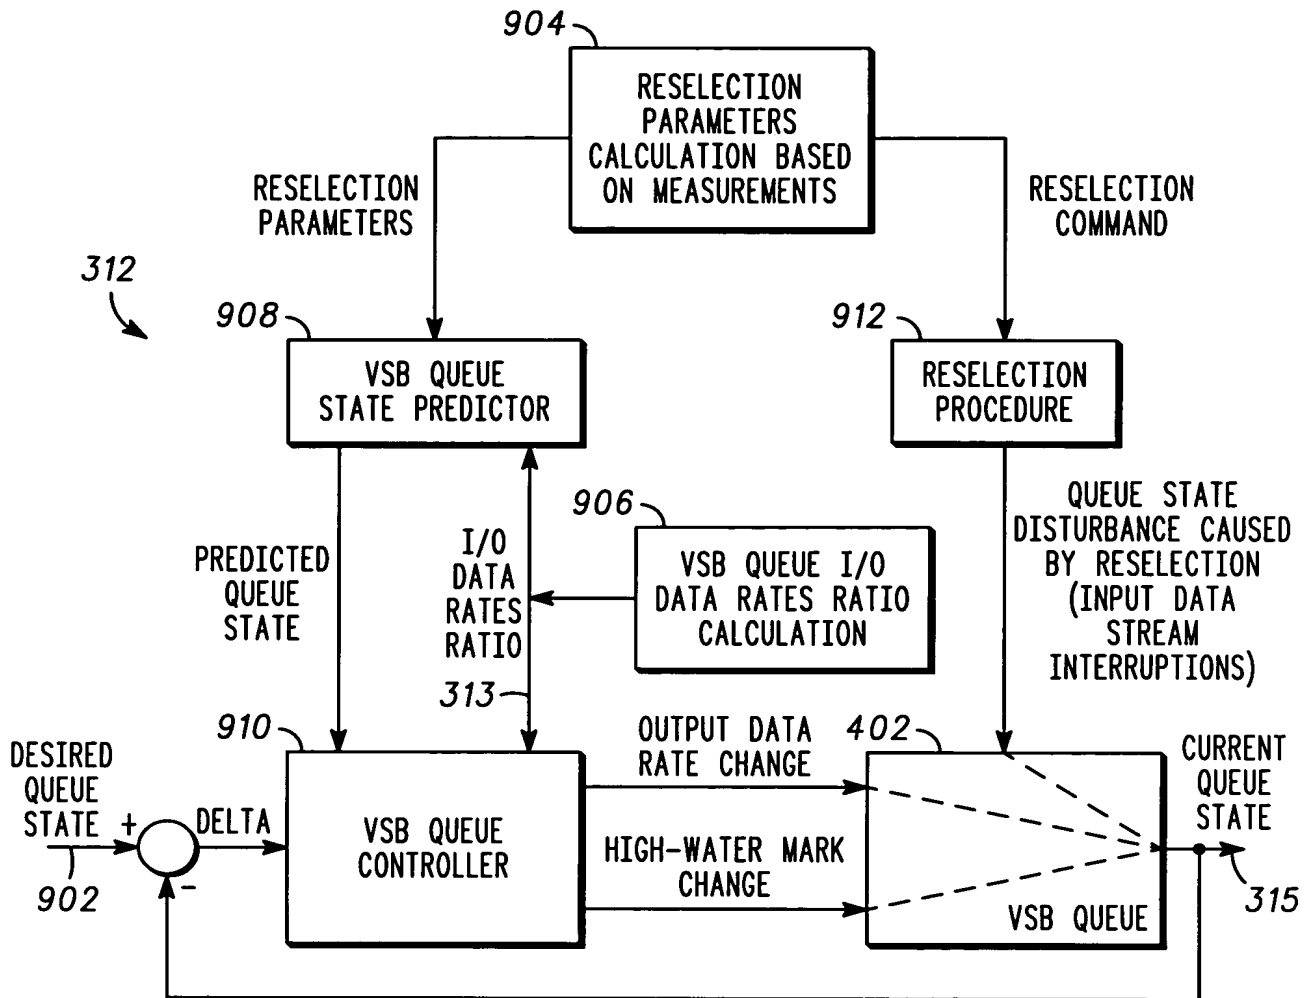 904
RESELECTION
PARAMETERS
CALCULATION BASED
ON MEASUREMENTS
RESELECTION
PARAMETERS
RESELECTION
COMMAND
312
908
VSB QUEUE
STATE PREDICTOR
912
RESELECTION
PROCEDURE
906
VSB QUEUE I/O
DATA RATES RATIO
CALCULATION
PREDICTED
QUEUE
STATE
I/O
DATA
RATES
RATIO
313
QUEUE STATE
DISTURBANCE CAUSED
BY RESELECTION
(INPUT DATA
STREAM
INTERRUPTIONS)
DESIRED
QUEUE
STATE
+
-
902
DELTA
910
VSB QUEUE
CONTROLLER
OUTPUT DATA
RATE CHANGE
HIGH-WATER MARK
CHANGE
402
VSB QUEUE
CURRENT
QUEUE
STATE
315